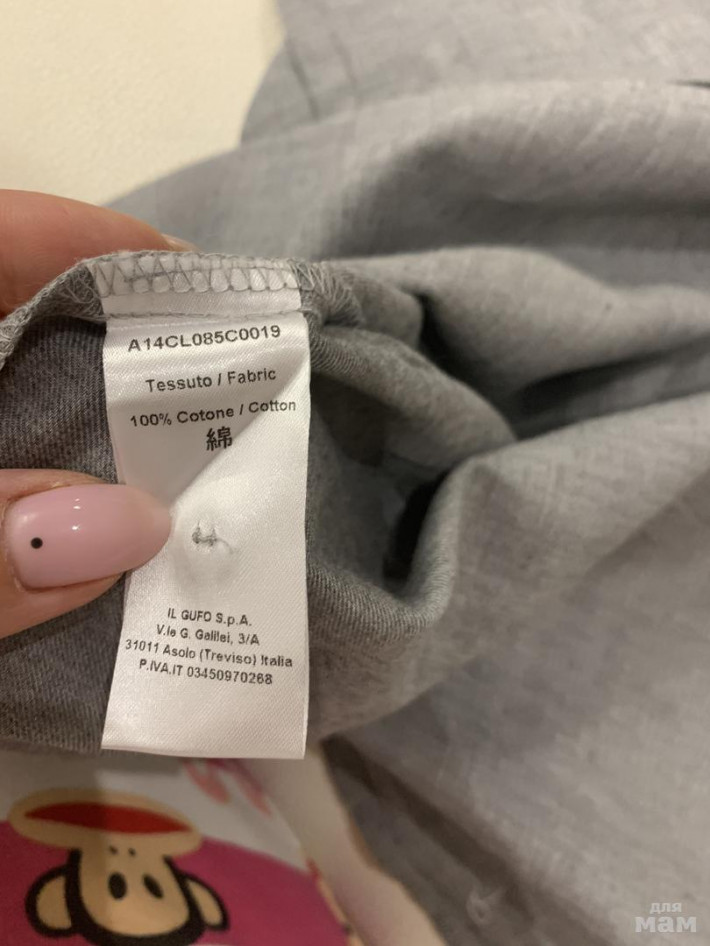 A14CL085C0019
Tessuto / Fabric
100% Cotone / Cotton
綿
IL GUFO S.p.A.
V.le G. Galilei, 3/A
31011 Asolo (Treviso) Italia
P.IVA.IT 03450970268
для
мам